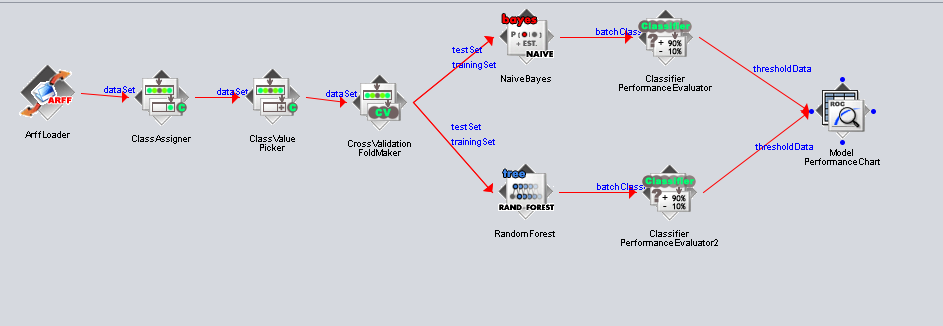 bayes
P(●|●)
+ EST.
NAIVE
NaiveBayes
batchClass
Classifier
?
+ 90%
- 10%
Classifier
PerformanceEvaluator
testSet
trainingSet
thresholdData
ARFF
ArffLoader
dataSet
C
ClassAssigner
dataSet
+ C
ClassValue
Picker
dataSet
CV
CrossValidation
FoldMaker
ROC
Model
PerformanceChart
testSet
trainingSet
thresholdData
tree
RAND-FOREST
RandomForest
batchClass
Classifier
?
+ 90%
- 10%
Classifier
PerformanceEvaluator2